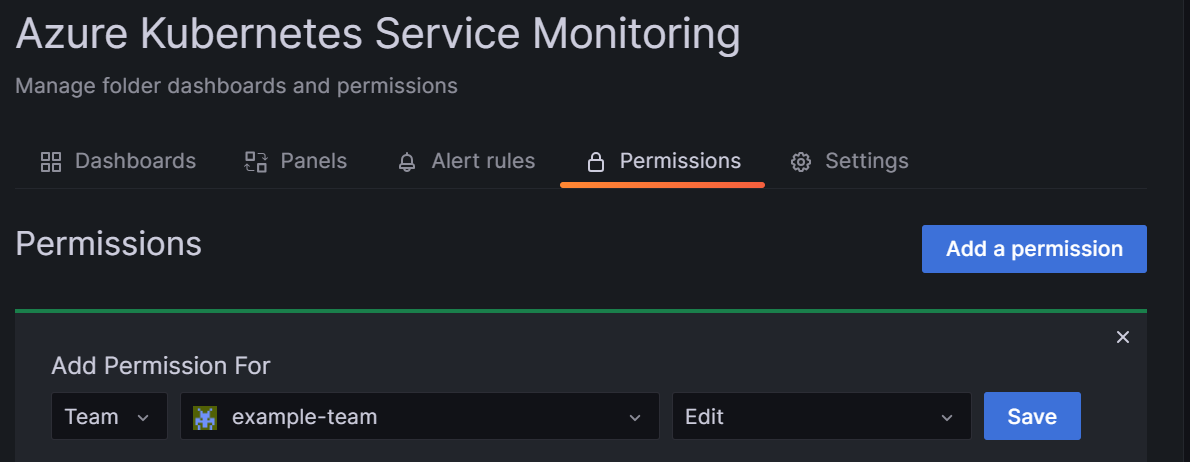 Azure Kubernetes Service Monitoring
Manage folder dashboards and permissions
Dashboards Panels Alert rules Permissions Settings
Permissions Add a permission
Add Permission For
Team example-team Edit Save